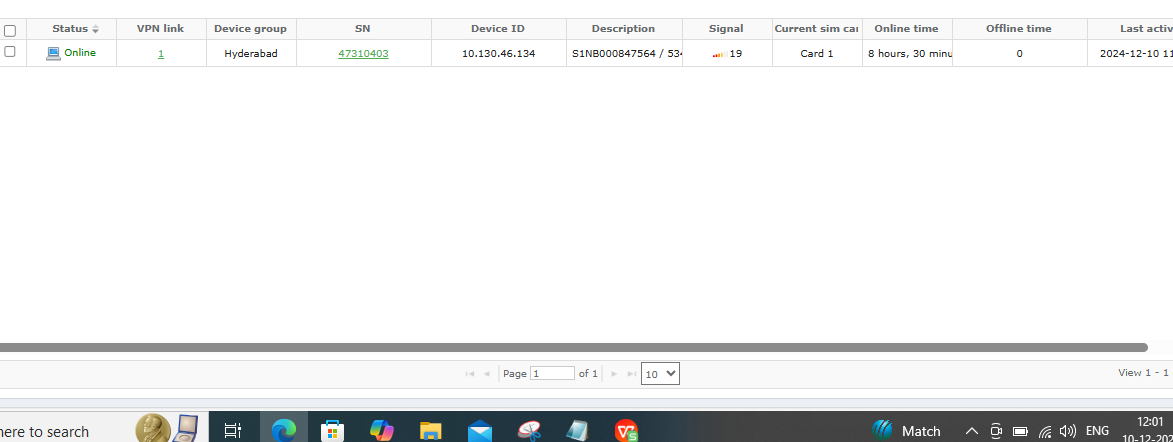 Status VPN link Device group SN Device ID Description Signal Current sim car Online time Offline time Last activ
Online 1 Hyderabad 47310403 10.130.46.134 S1NB000847564 / 534 19 Card 1 8 hours, 30 minu 0 2024-12-10 11
Page 1 of 1 10 View 1 - 1
here to search Match ENG 12:01
10-12-202